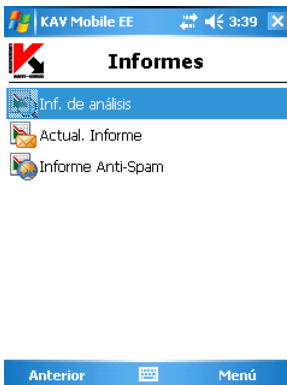 KAV Mobile EE 3:39
Informes
Inf. de análisis
Actual. Informe
Informe Anti-Spam
Anterior Menú